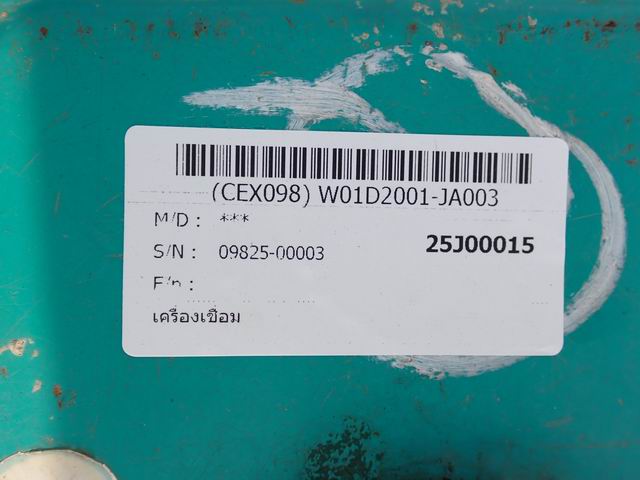 (CEX098) W01D2001-JA003
M/D : ***
S/N : 09825-00003
25J00015
E/n :
เครื่องเชื่อม